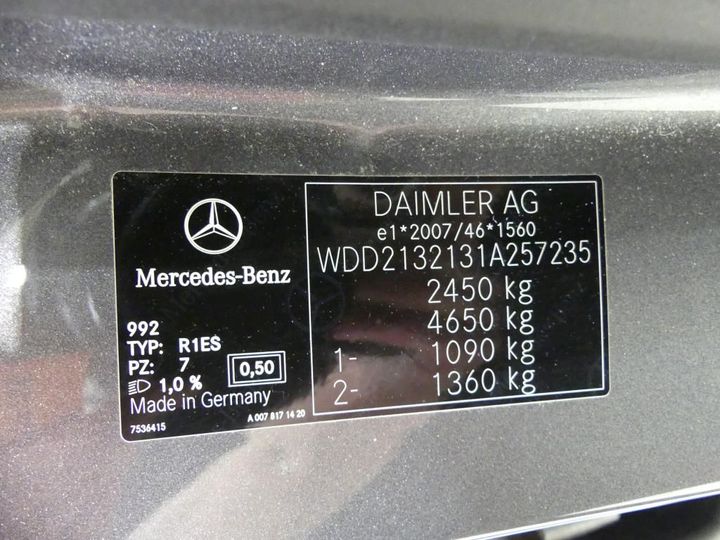 Mercedes-Benz
992
TYP: R1ES
PZ: 7
1,0 %
0,50
Made in Germany
7536415
A 007 817 14 20
DAIMLER AG
e1*2007/46*1560
WDD2132131A257235
2450 kg
4650 kg
1- 1090 kg
2- 1360 kg